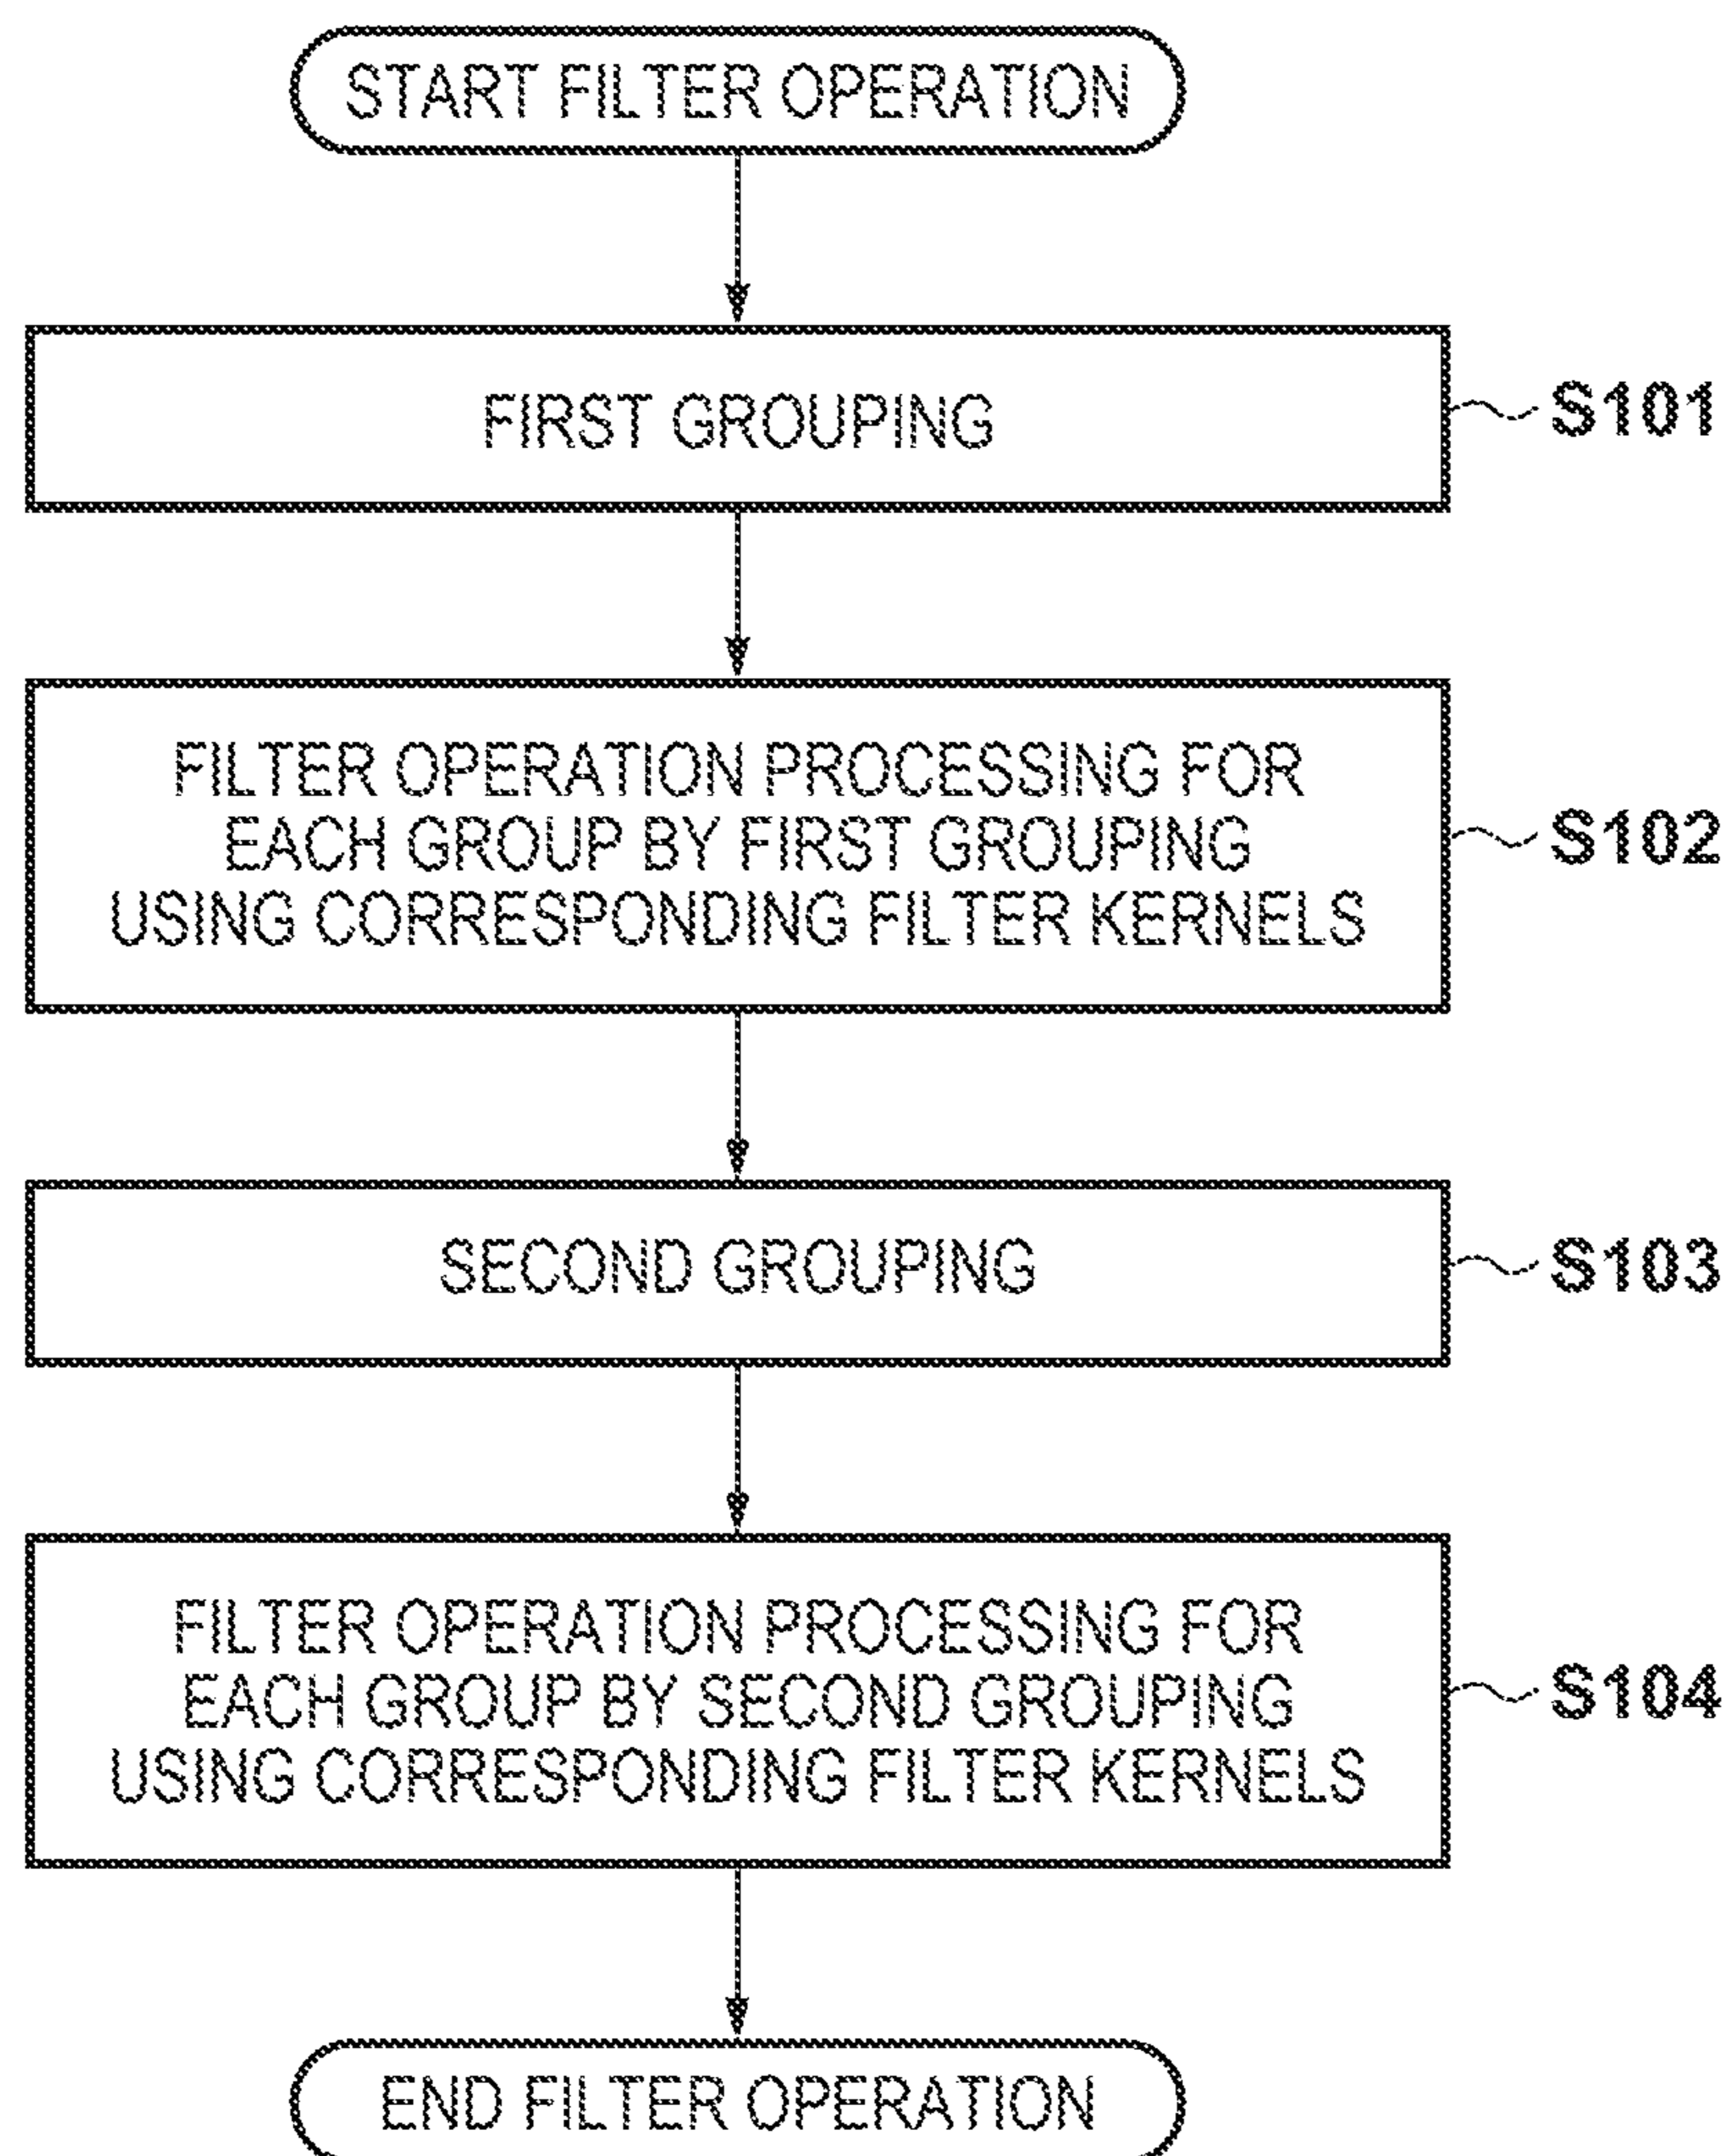 START FILTER OPERATION
FIRST GROUPING
S101
FILTER OPERATION PROCESSING FOR
EACH GROUP BY FIRST GROUPING
USING CORRESPONDING FILTER KERNELS
S102
SECOND GROUPING
S103
FILTER OPERATION PROCESSING FOR
EACH GROUP BY SECOND GROUPING
USING CORRESPONDING FILTER KERNELS
S104
END FILTER OPERATION